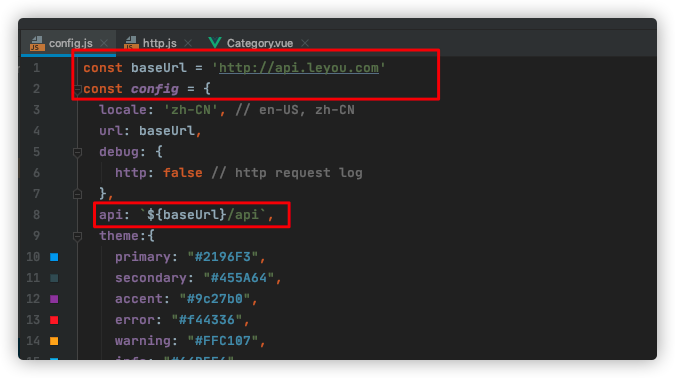 config.js http.js Category.vue
1 const baseUrl = 'http://api.leyou.com'
2 const config = {
3 locale: 'zh-CN', // en-US, zh-CN
4 url: baseUrl,
5 debug: {
6 http: false // http request log
7 },
8 api: `${baseUrl}/api`,
9 theme:{
10 primary: "#2196F3",
11 secondary: "#455A64",
12 accent: "#9c27b0",
13 error: "#f44336",
14 warning: "#FFC107",